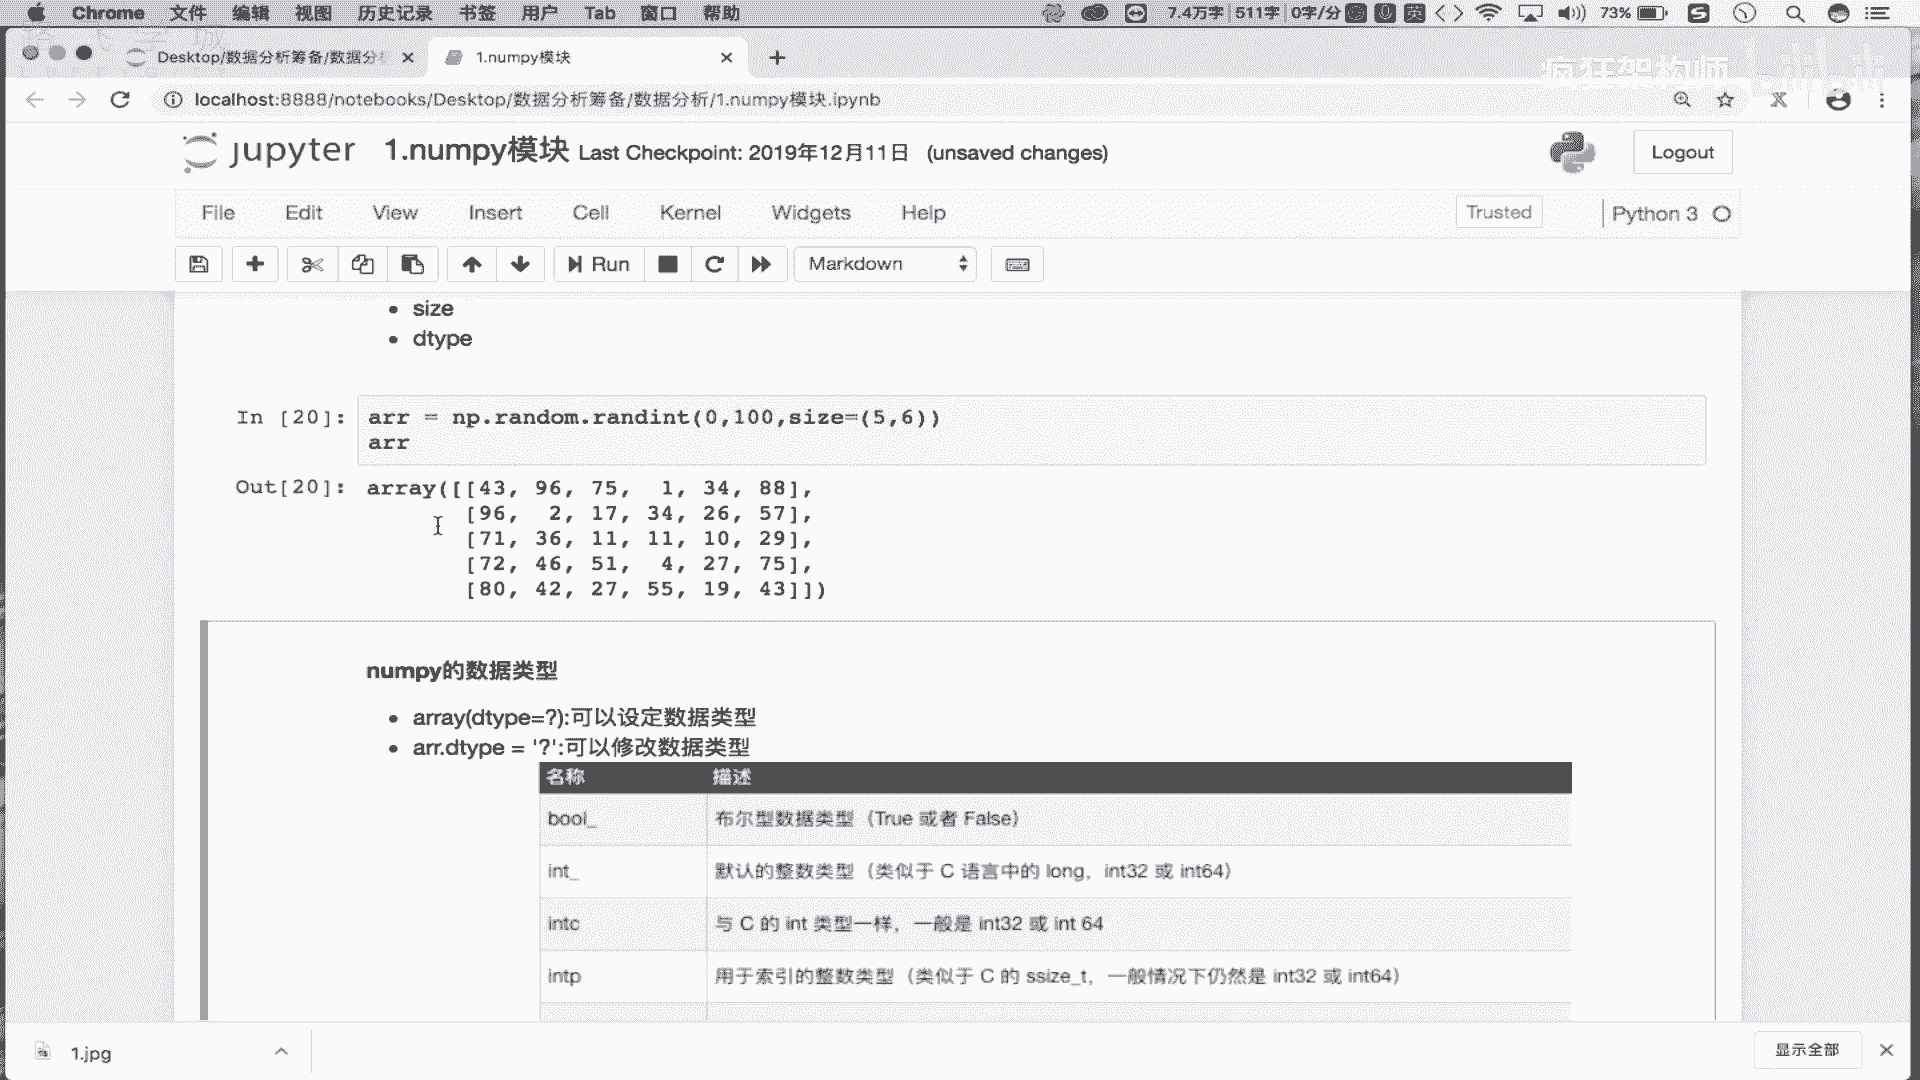 Chrome 文件 编辑 视图 历史记录 书签 用户 Tab 窗口 帮助 7.4万字 511字 0字/分 英 73%
Desktop/数据分析筹备/数据分 1.numpy模块
疯狂架构师
localhost:8888/notebooks/Desktop/数据分析筹备/数据分析/1.numpy模块.ipynb
jupyter 1.numpy模块 Last Checkpoint: 2019年12月11日 (unsaved changes) Logout
File Edit View Insert Cell Kernel Widgets Help Trusted Python 3
Run Markdown
size
dtype
In [20]: arr = np.random.randint(0,100,size=(5,6))
arr
Out[20]: array([[43, 96, 75, 1, 34, 88],
[96, 2, 17, 34, 26, 57],
[71, 36, 11, 11, 10, 29],
[72, 46, 51, 4, 27, 75],
[80, 42, 27, 55, 19, 43]])
numpy的数据类型
array(dtype=?):可以设定数据类型
arr.dtype = '?':可以修改数据类型
名称 描述
bool_ 布尔型数据类型（True 或者 False）
int_ 默认的整数类型（类似于 C 语言中的 long，int32 或 int64）
intc 与 C 的 int 类型一样，一般是 int32 或 int 64
intp 用于索引的整数类型（类似于 C 的 ssize_t，一般情况下仍然是 int32 或 int64）
1.jpg 显示全部